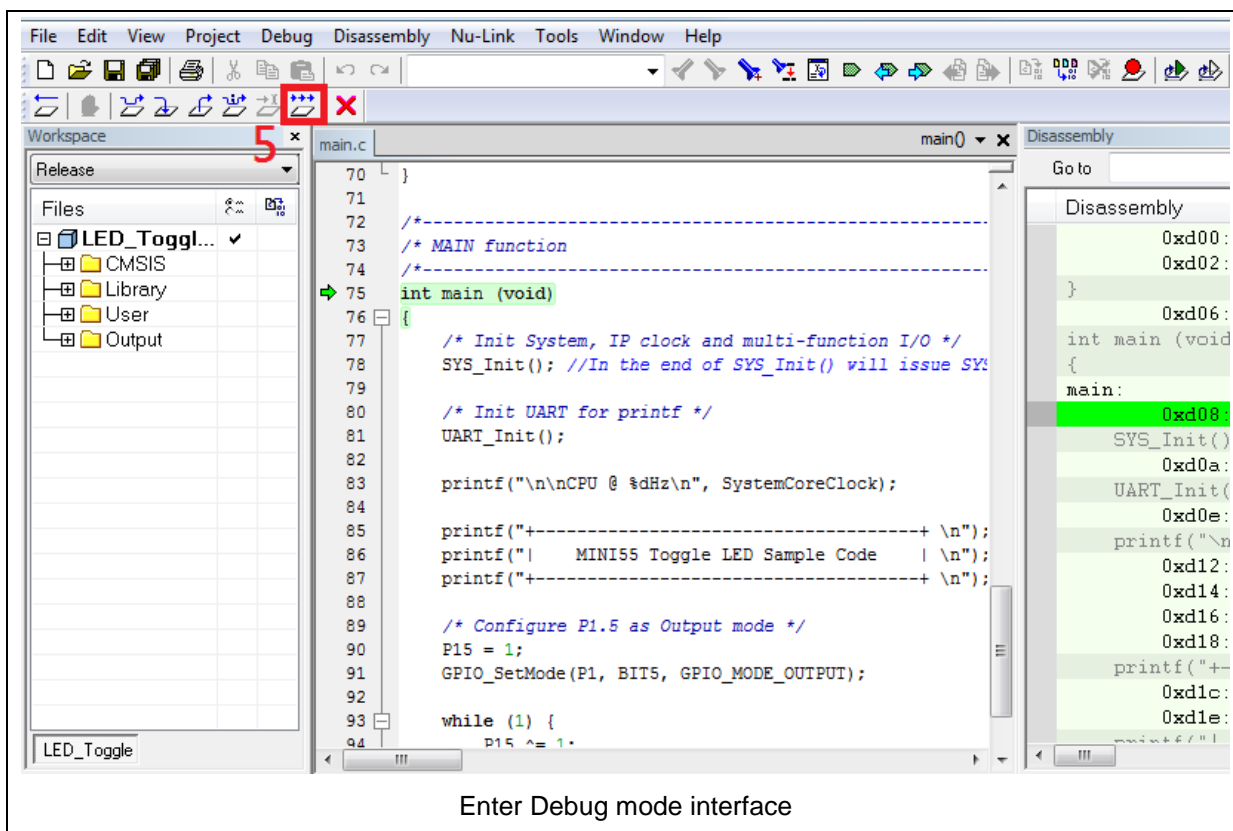 File Edit View Project Debug Disassembly Nu-Link Tools Window Help
5
Workspace
Release
Files
LED_Toggl...
CMSIS
Library
User
Output
LED_Toggle
main.c
main()
70 }
71
72 /*-------------------------------------------------------
73 /* MAIN function
74 /*-------------------------------------------------------
75 int main (void)
76 {
77 /* Init System, IP clock and multi-function I/O */
78 SYS_Init(); //In the end of SYS_Init() will issue SYS
79
80 /* Init UART for printf */
81 UART_Init();
82
83 printf("\n\nCPU @ %dHz\n", SystemCoreClock);
84
85 printf("+-------------------------------------+ \n");
86 printf("|    MINI55 Toggle LED Sample Code    | \n");
87 printf("+-------------------------------------+ \n");
88
89 /* Configure P1.5 as Output mode */
90 P15 = 1;
91 GPIO_SetMode(P1, BIT5, GPIO_MODE_OUTPUT);
92
93 while (1) {
94 P15 ^= 1;
Disassembly
Go to
Disassembly
0xd00:
0xd02:
}
0xd06:
int main (void
{
main:
0xd08:
SYS_Init()
0xd0a:
UART_Init(
0xd0e:
printf("\n
0xd12:
0xd14:
0xd16:
0xd18:
printf("+-
0xd1c:
0xd1e:
printf("|
Enter Debug mode interface